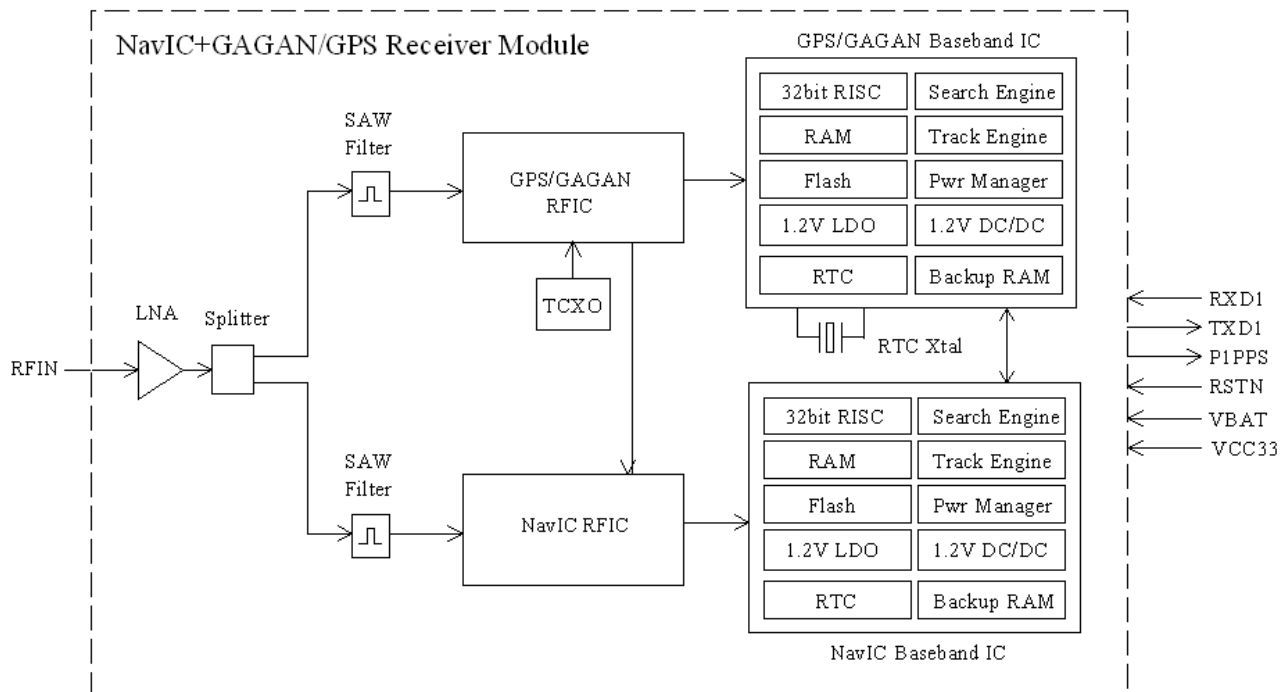 NavIC+GAGAN/GPS Receiver Module
GPS/GAGAN Baseband IC
32bit RISC
Search Engine
RAM
Track Engine
Flash
Pwr Manager
1.2V LDO
1.2V DC/DC
RTC
Backup RAM
SAW
Filter
GPS/GAGAN
RFIC
TCXO
LNA
Splitter
RFIN
RTC Xtal
RXD1
TXD1
P1PPS
RSTN
VBAT
VCC33
SAW
Filter
NavIC RFIC
32bit RISC
Search Engine
RAM
Track Engine
Flash
Pwr Manager
1.2V LDO
1.2V DC/DC
RTC
Backup RAM
NavIC Baseband IC